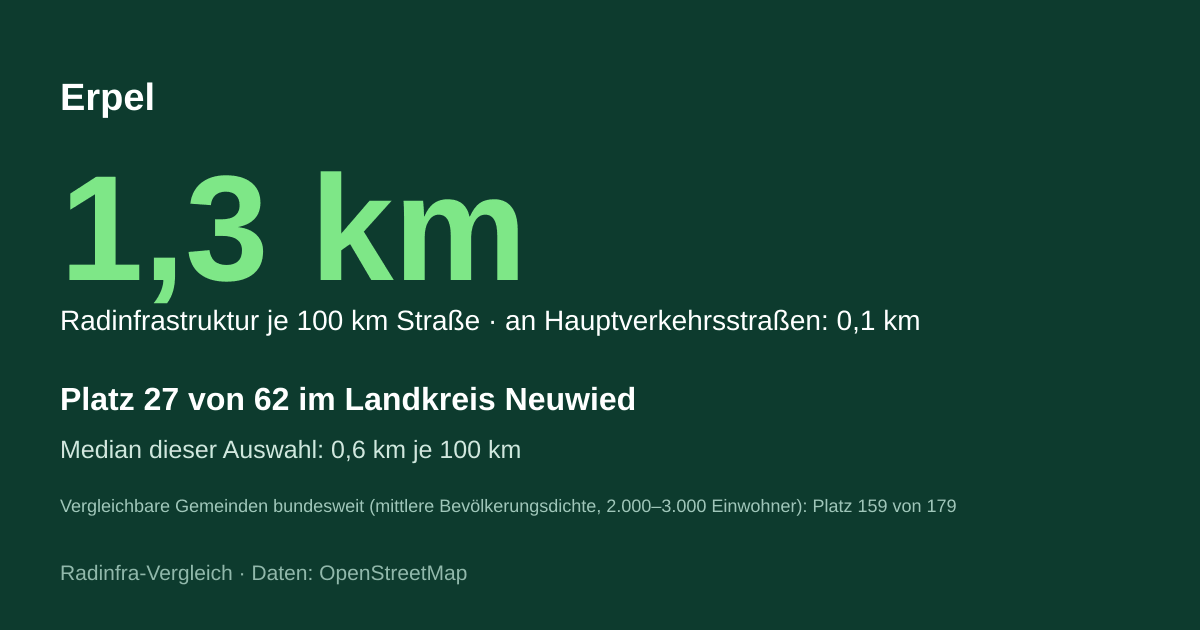 Erpel
1,3 km
Radinfrastruktur je 100 km Straße · an Hauptverkehrsstraßen: 0,1 km
Platz 27 von 62 im Landkreis Neuwied
Median dieser Auswahl: 0,6 km je 100 km
Vergleichbare Gemeinden bundesweit (mittlere Bevölkerungsdichte, 2.000–3.000 Einwohner): Platz 159 von 179
Radinfra-Vergleich · Daten: OpenStreetMap